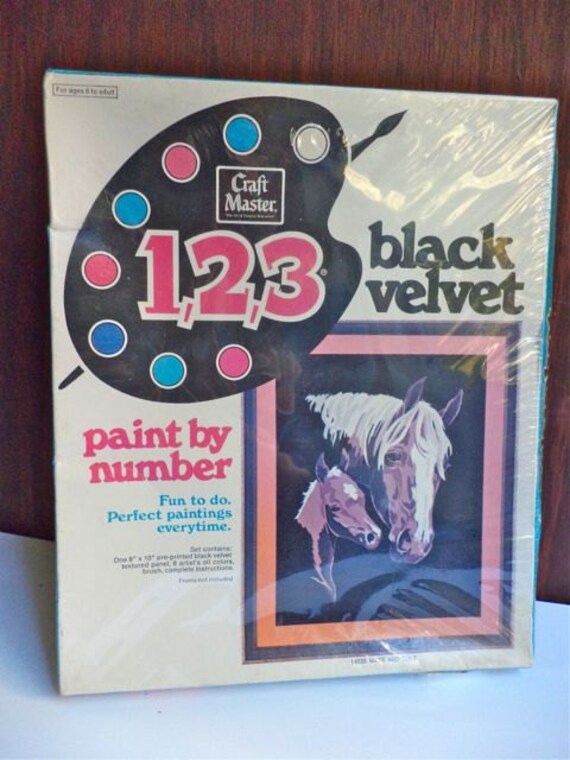 For ages 8 to adult
Craft
Master®
1,2,3®
black
velvet
paint by
number
Fun to do.
Perfect paintings
everytime.
Set contains:
One 8" x 10" pre-printed black velvet
textured panel, 8 artist's oil colors,
brush, complete instructions.
Frame not included